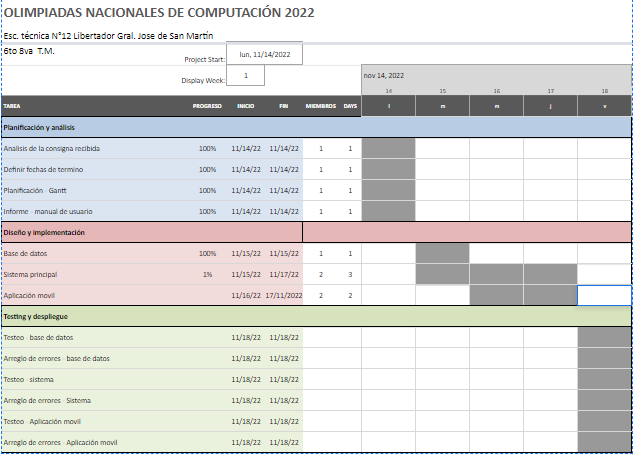 OLIMPIADAS NACIONALES DE COMPUTACIÓN 2022
Esc. técnica N°12 Libertador Gral. Jose de San Martín
6to 8va T.M.
Project Start: lun, 11/14/2022
Display Week: 1
nov 14, 2022
14 15 16 17 18
TAREA PROGRESO INICIO FIN MIEMBROS DAYS l m m j v
Planificación y análisis
Analisis de la consigna recibida 100% 11/14/22 11/14/22 1 1
Definir fechas de termino 100% 11/14/22 11/14/22 1 1
Planificación - Gantt 100% 11/14/22 11/14/22 1 1
Informe - manual de usuario 100% 11/14/22 11/14/22 1 1
Diseño y implementación
Base de datos 100% 11/15/22 11/15/22 1 1
Sistema principal 1% 11/15/22 11/17/22 2 3
Aplicación movil 11/16/22 17/11/2022 2 2
Testing y despliegue
Testeo - base de datos 11/18/22 11/18/22
Arreglo de errores - base de datos 11/18/22 11/18/22
Testeo - sistema 11/18/22 11/18/22
Arreglo de errores - Sistema 11/18/22 11/18/22
Testeo - Aplicación movil 11/18/22 11/18/22
Arreglo de errores - Aplicación movil 11/18/22 11/18/22